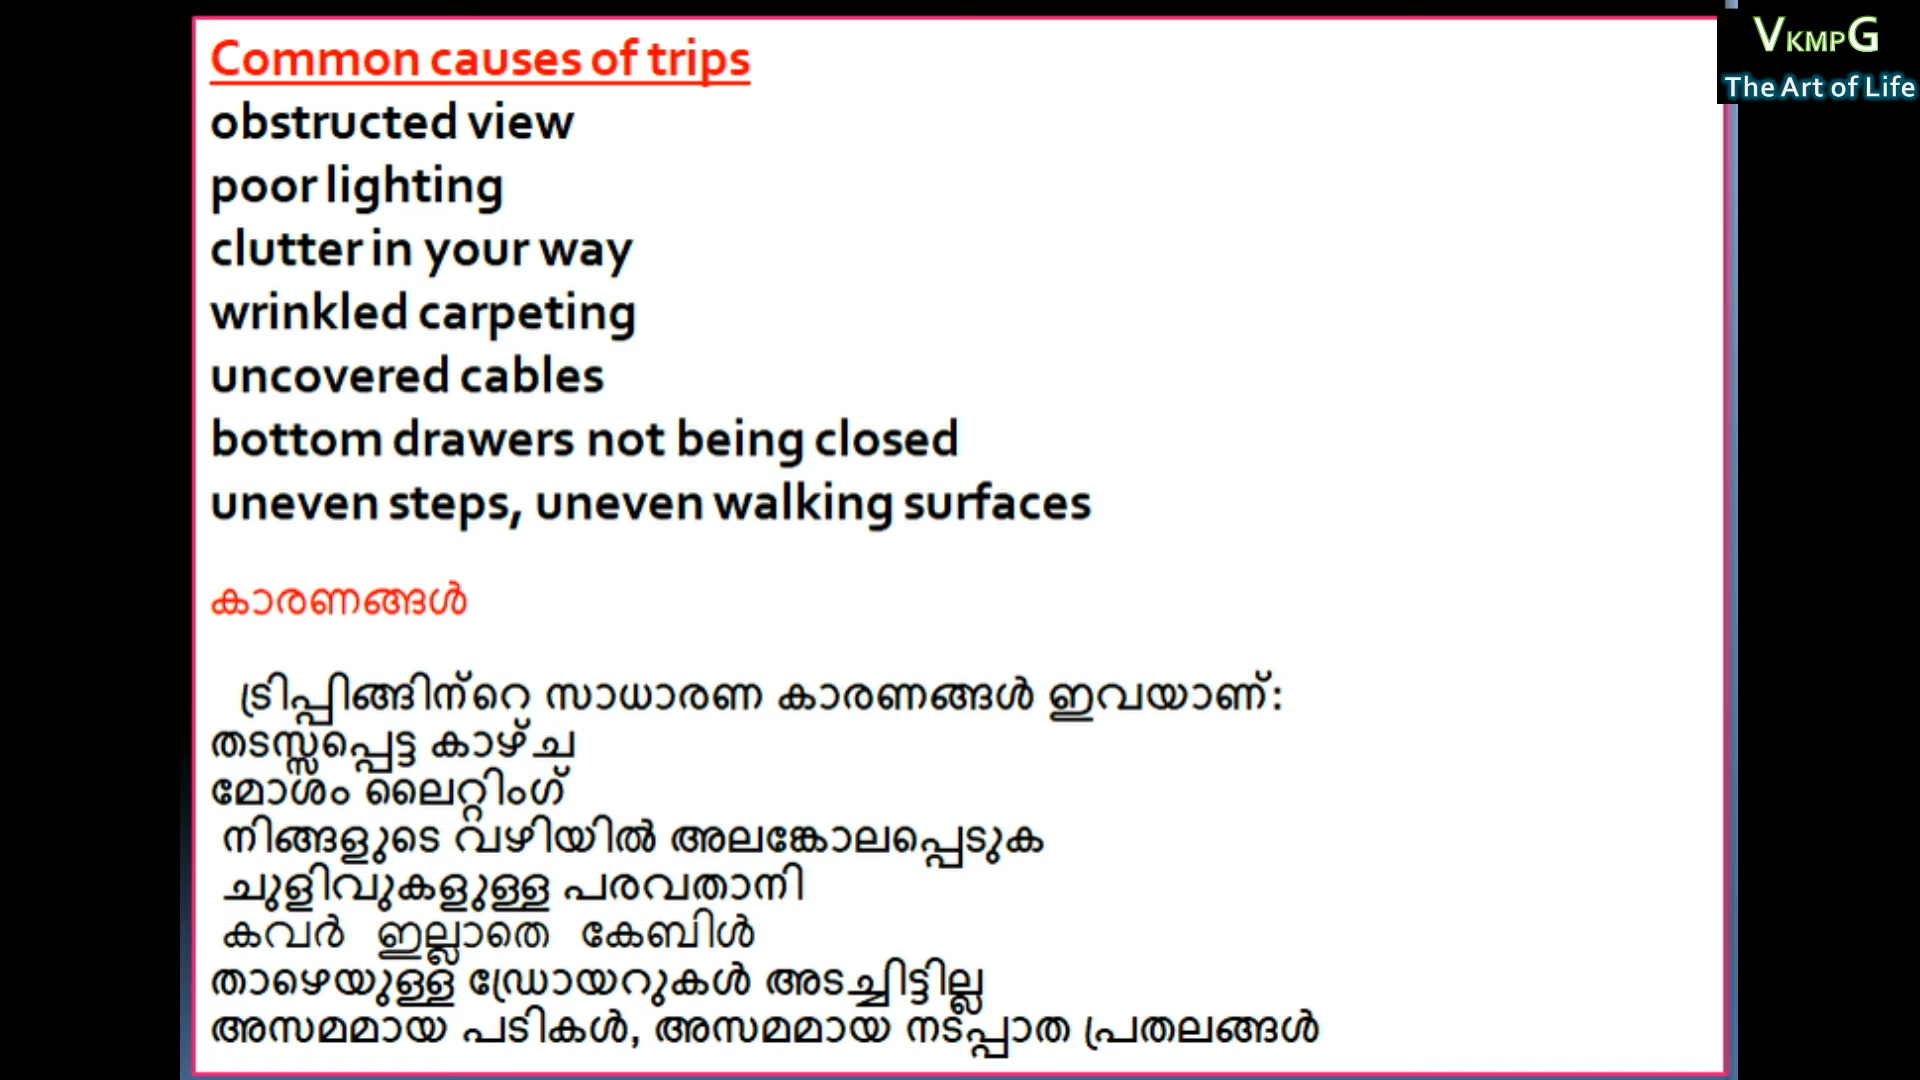 Common causes of trips
obstructed view
poor lighting
clutter in your way
wrinkled carpeting
uncovered cables
bottom drawers not being closed
uneven steps, uneven walking surfaces
കാരണങ്ങൾ
ട്രിപ്പിങ്ങിന്റെ സാധാരണ കാരണങ്ങൾ ഇവയാണ്:
തടസ്സപ്പെട്ട കാഴ്ച
മോശം ലൈറ്റിംഗ്
നിങ്ങളുടെ വഴിയിൽ അലങ്കോലപ്പെടുക
ചുളിവുകളുള്ള പരവതാനി
കവർ ഇല്ലാതെ കേബിൾ
താഴെയുള്ള ഡ്രോയറുകൾ അടച്ചിട്ടില്ല
അസമമായ പടികൾ, അസമമായ നടപ്പാത പ്രതലങ്ങൾ
VKMPG
The Art of Life